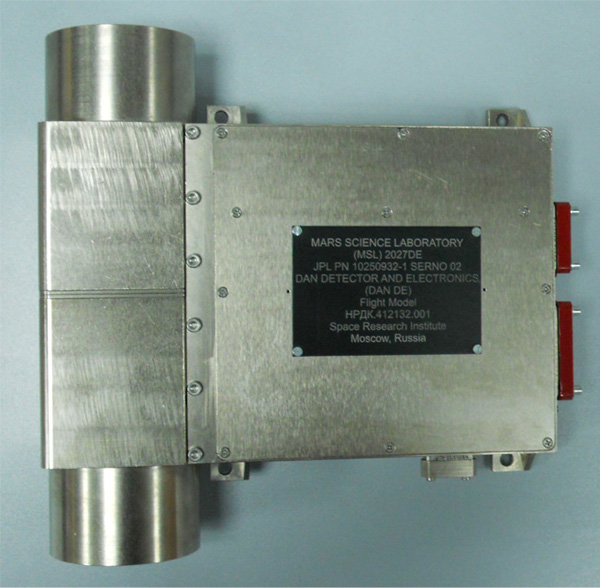 MARS SCIENCE LABORATORY
(MSL) 2027DE
JPL PN 10250932-1 SERNO 02
DAN DETECTOR AND ELECTRONICS
(DAN DE)
Flight Model
НРДК.412132.001
Space Research Institute
Moscow, Russia